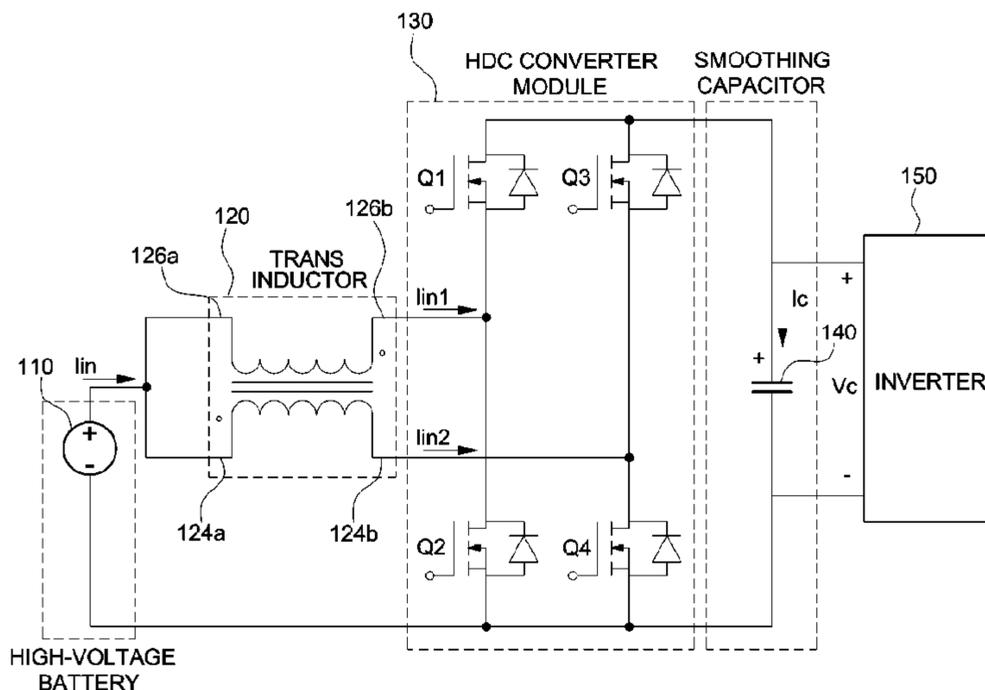 130
HDC CONVERTER
MODULE
SMOOTHING
CAPACITOR
Q1
Q3
150
120
126b
TRANS
INDUCTOR
126a
Iin1
+
Ic
110
Iin
+
140
Vc
INVERTER
+
-
Iin2
-
124a
124b
Q2
Q4
HIGH-VOLTAGE
BATTERY